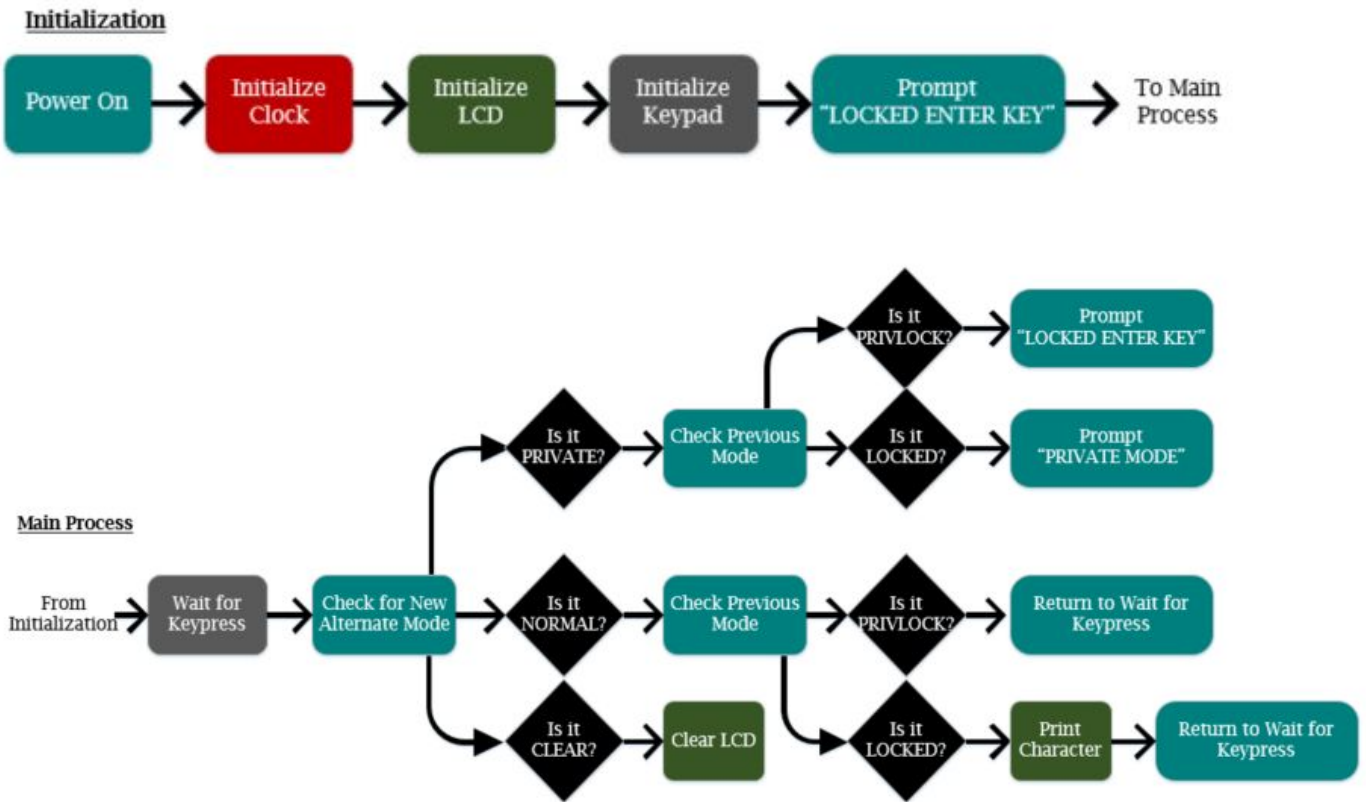 Initialization
Power On
Initialize
Clock
Initialize
LCD
Initialize
Keypad
Prompt
“LOCKED ENTER KEY”
To Main
Process
Is it
PRIVLOCK?
Prompt
“LOCKED ENTER KEY”
Is it
PRIVATE?
Check Previous
Mode
Is it
LOCKED?
Prompt
“PRIVATE MODE”
Main Process
From
Initialization
Wait for
Keypress
Check for New
Alternate Mode
Is it
NORMAL?
Check Previous
Mode
Is it
PRIVLOCK?
Return to Wait for
Keypress
Is it
CLEAR?
Clear LCD
Is it
LOCKED?
Print
Character
Return to Wait for
Keypress